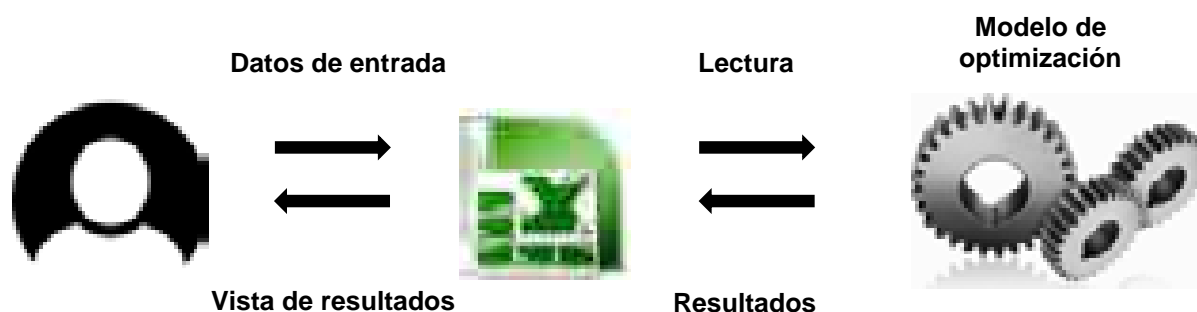 Datos de entrada
Lectura
Modelo de
optimización
Vista de resultados
Resultados